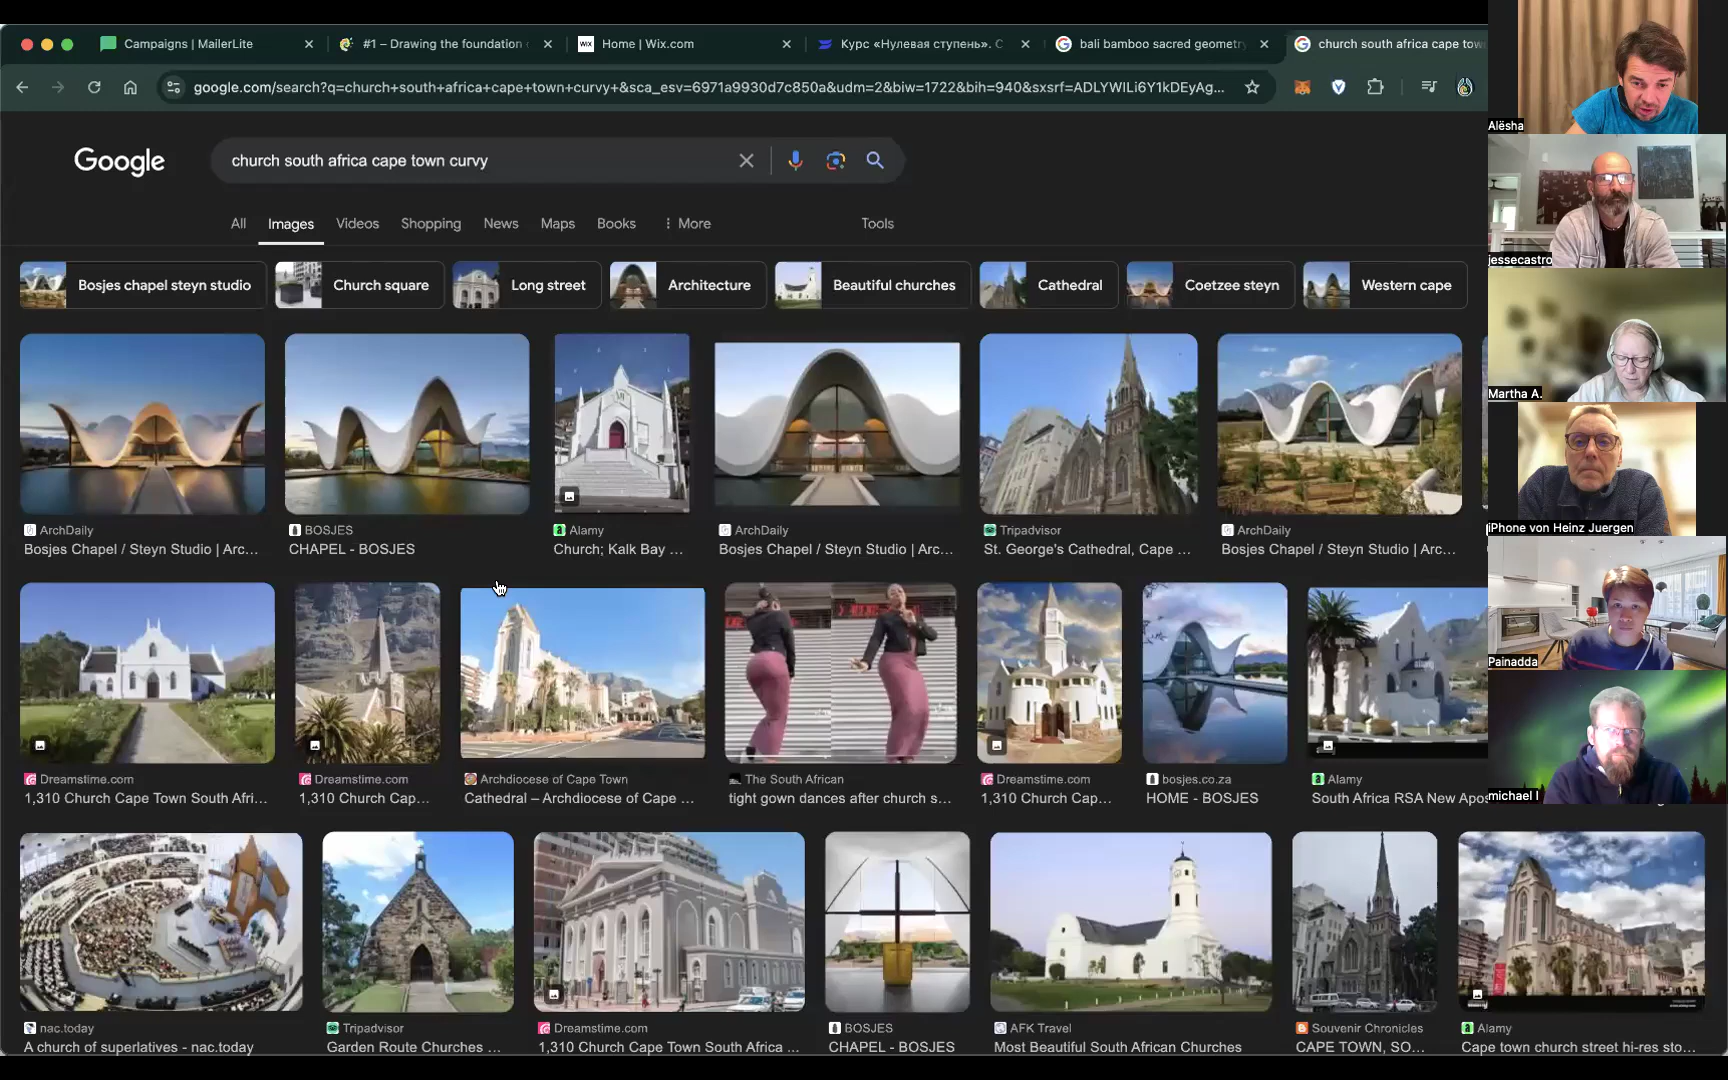 Campaigns | MailerLite
#1 – Drawing the foundation
WIX Home | Wix.com
Курс «Нулевая ступень». С
bali bamboo sacred geometr
church south africa cape tow
google.com/search?q=church+south+africa+cape+town+curvy+&sca_esv=6971a9930d7c850a&udm=2&biw=1722&bih=940&sxsrf=ADLYWILi6Y1kDEyAg...
Google
church south africa cape town curvy
All Images Videos Shopping News Maps Books More Tools
Bosjes chapel steyn studio
Church square
Long street
Architecture
Beautiful churches
Cathedral
Coetzee steyn
Western cape
ArchDaily
Bosjes Chapel / Steyn Studio | Arc...
BOSJES
CHAPEL - BOSJES
Alamy
Church; Kalk Bay ...
ArchDaily
Bosjes Chapel / Steyn Studio | Arc...
Tripadvisor
St. George's Cathedral, Cape ...
ArchDaily
Bosjes Chapel / Steyn Studio | Arc...
Dreamstime.com
1,310 Church Cape Town South Afri...
Dreamstime.com
1,310 Church Cap...
Archdiocese of Cape Town
Cathedral – Archdiocese of Cape ...
The South African
tight gown dances after church s...
Dreamstime.com
1,310 Church Cap...
bosjes.co.za
HOME - BOSJES
Alamy
South Africa RSA New Apos
nac.today
A church of superlatives - nac.today
Tripadvisor
Garden Route Churches ...
Dreamstime.com
1,310 Church Cape Town South Africa ...
BOSJES
CHAPEL - BOSJES
AFK Travel
Most Beautiful South African Churches
Souvenir Chronicles
CAPE TOWN, SO...
Alamy
Cape town church street hi-res sto...
Alësha
jessecastro
Martha A.
iPhone von Heinz Juergen
Painadda
michael l